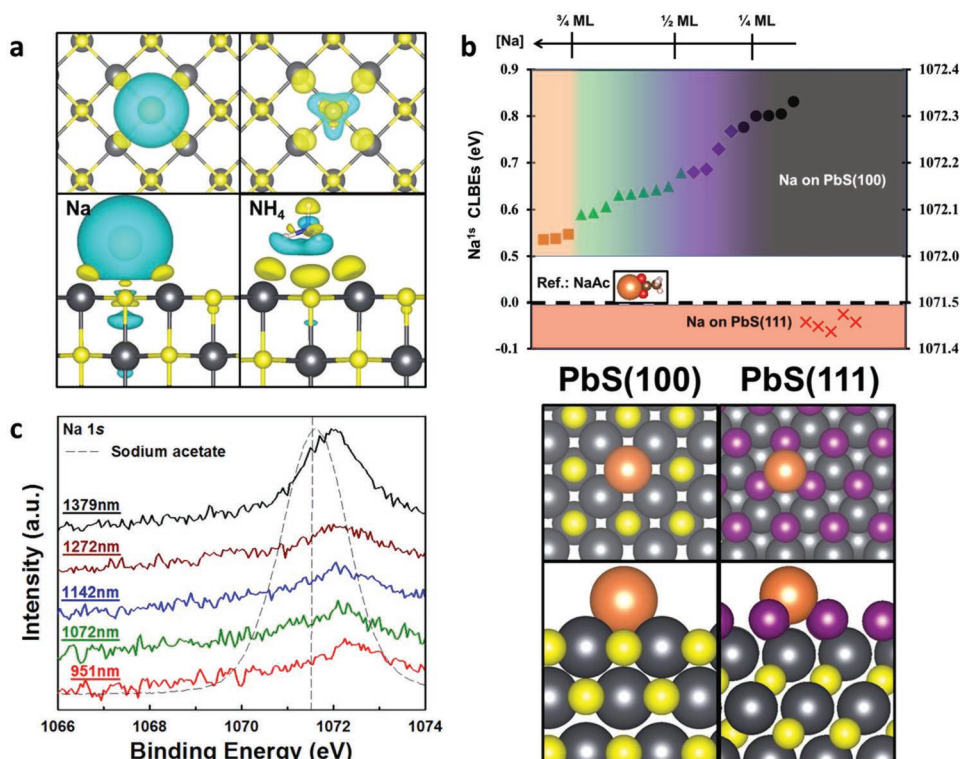 a
Na
NH4
b
¾ ML
½ ML
¼ ML
[Na]
0.9
0.8
0.7
0.6
0.5
0.0
-0.1
Na1s CLBEs (eV)
1072.4
1072.3
1072.2
1072.1
1072.0
1071.5
1071.4
Na on PbS(100)
Ref.: NaAc
Na on PbS(111)
PbS(100)
PbS(111)
c
Na 1s
Sodium acetate
1379nm
1272nm
1142nm
1072nm
951nm
Intensity (a.u.)
1066
1068
1070
1072
1074
Binding Energy (eV)